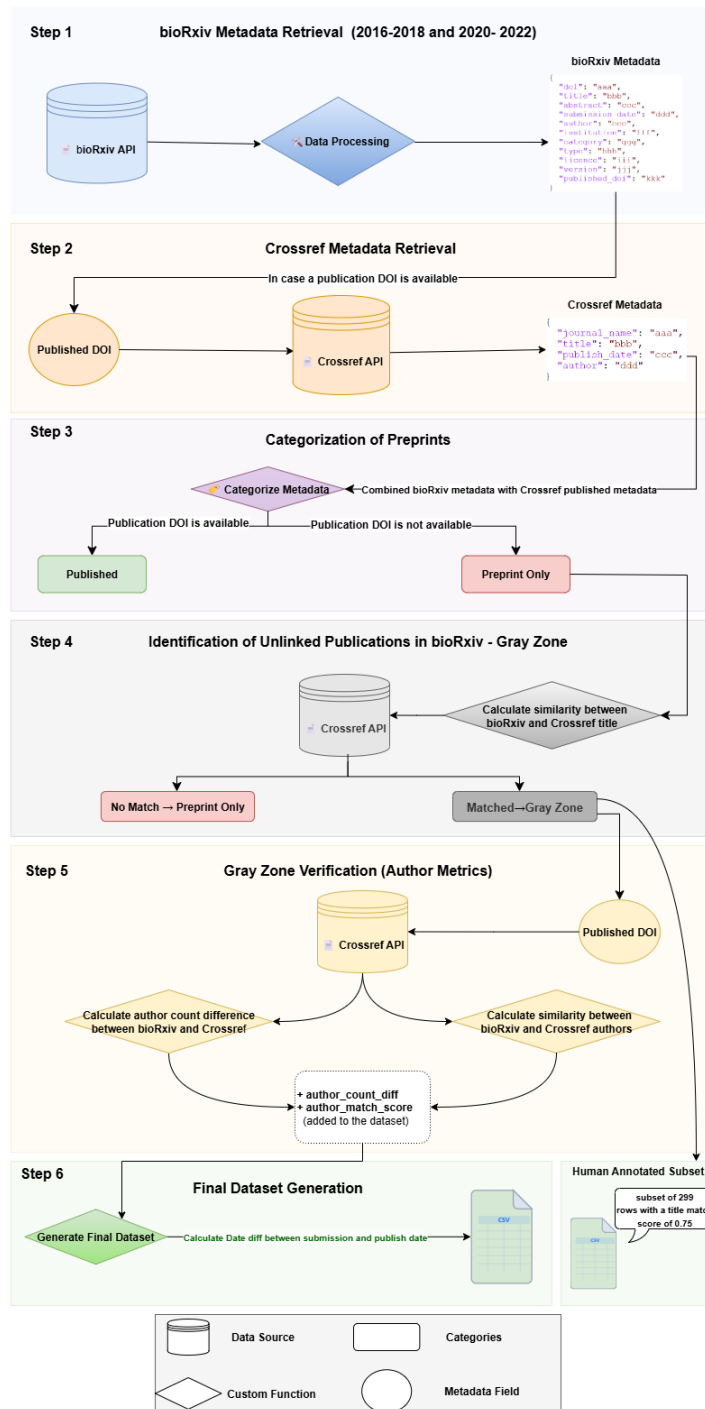 Step 1
bioRxiv Metadata Retrieval (2016-2018 and 2020- 2022)
bioRxiv API
Data Processing
bioRxiv Metadata
{
"doi": "aaa",
"title": "bbb",
"abstract": "ccc",
"submission_date": "ddd",
"author": "eee",
"institution": "fff",
"category": "ggg",
"type": "hhh",
"licence": "iii",
"version": "jjj",
"published_doi": "kkk"
}
Step 2
Crossref Metadata Retrieval
In case a publication DOI is available
Published DOI
Crossref API
Crossref Metadata
{
"journal_name": "aaa",
"title": "bbb",
"publish_date": "ccc",
"author": "ddd"
}
Step 3
Categorization of Preprints
Categorize Metadata
Combined bioRxiv metadata with Crossref published metadata
Publication DOI is available
Publication DOI is not available
Published
Preprint Only
Step 4
Identification of Unlinked Publications in bioRxiv - Gray Zone
Crossref API
Calculate similarity between
bioRxiv and Crossref title
No Match → Preprint Only
Matched→Gray Zone
Step 5
Gray Zone Verification (Author Metrics)
Crossref API
Published DOI
Calculate author count difference
between bioRxiv and Crossref
Calculate similarity between
bioRxiv and Crossref authors
+ author_count_diff
+ author_match_score
(added to the dataset)
Step 6
Final Dataset Generation
Generate Final Dataset
Calculate Date diff between submission and publish date
CSV
Human Annotated Subset
subset of 299
rows with a title matc
score of 0.75
CSV
Data Source
Categories
Custom Function
Metadata Field